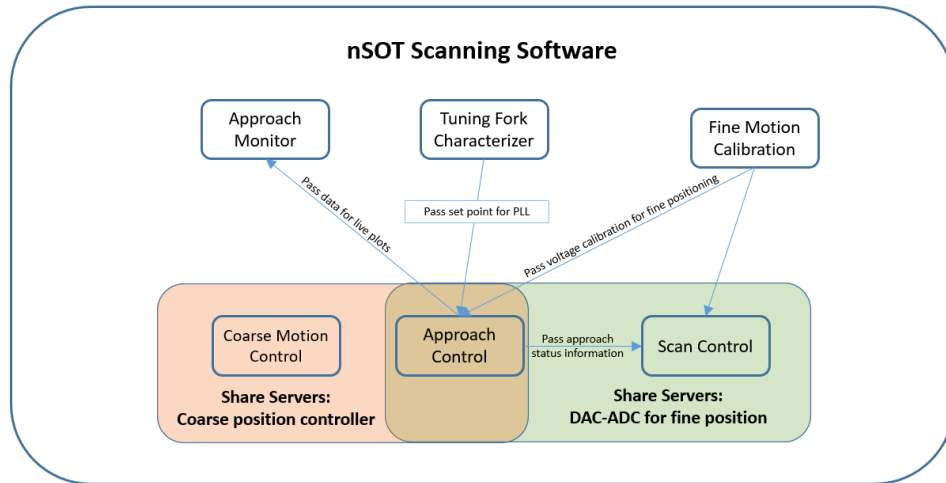 nSOT Scanning Software
Approach
Monitor
Tuning Fork
Characterizer
Fine Motion
Calibration
Pass data for live plots
Pass set point for PLL
Pass voltage calibration for fine positioning
Coarse Motion
Control
Approach
Control
Pass approach
status information
Scan Control
Share Servers:
Coarse position controller
Share Servers:
DAC-ADC for fine position